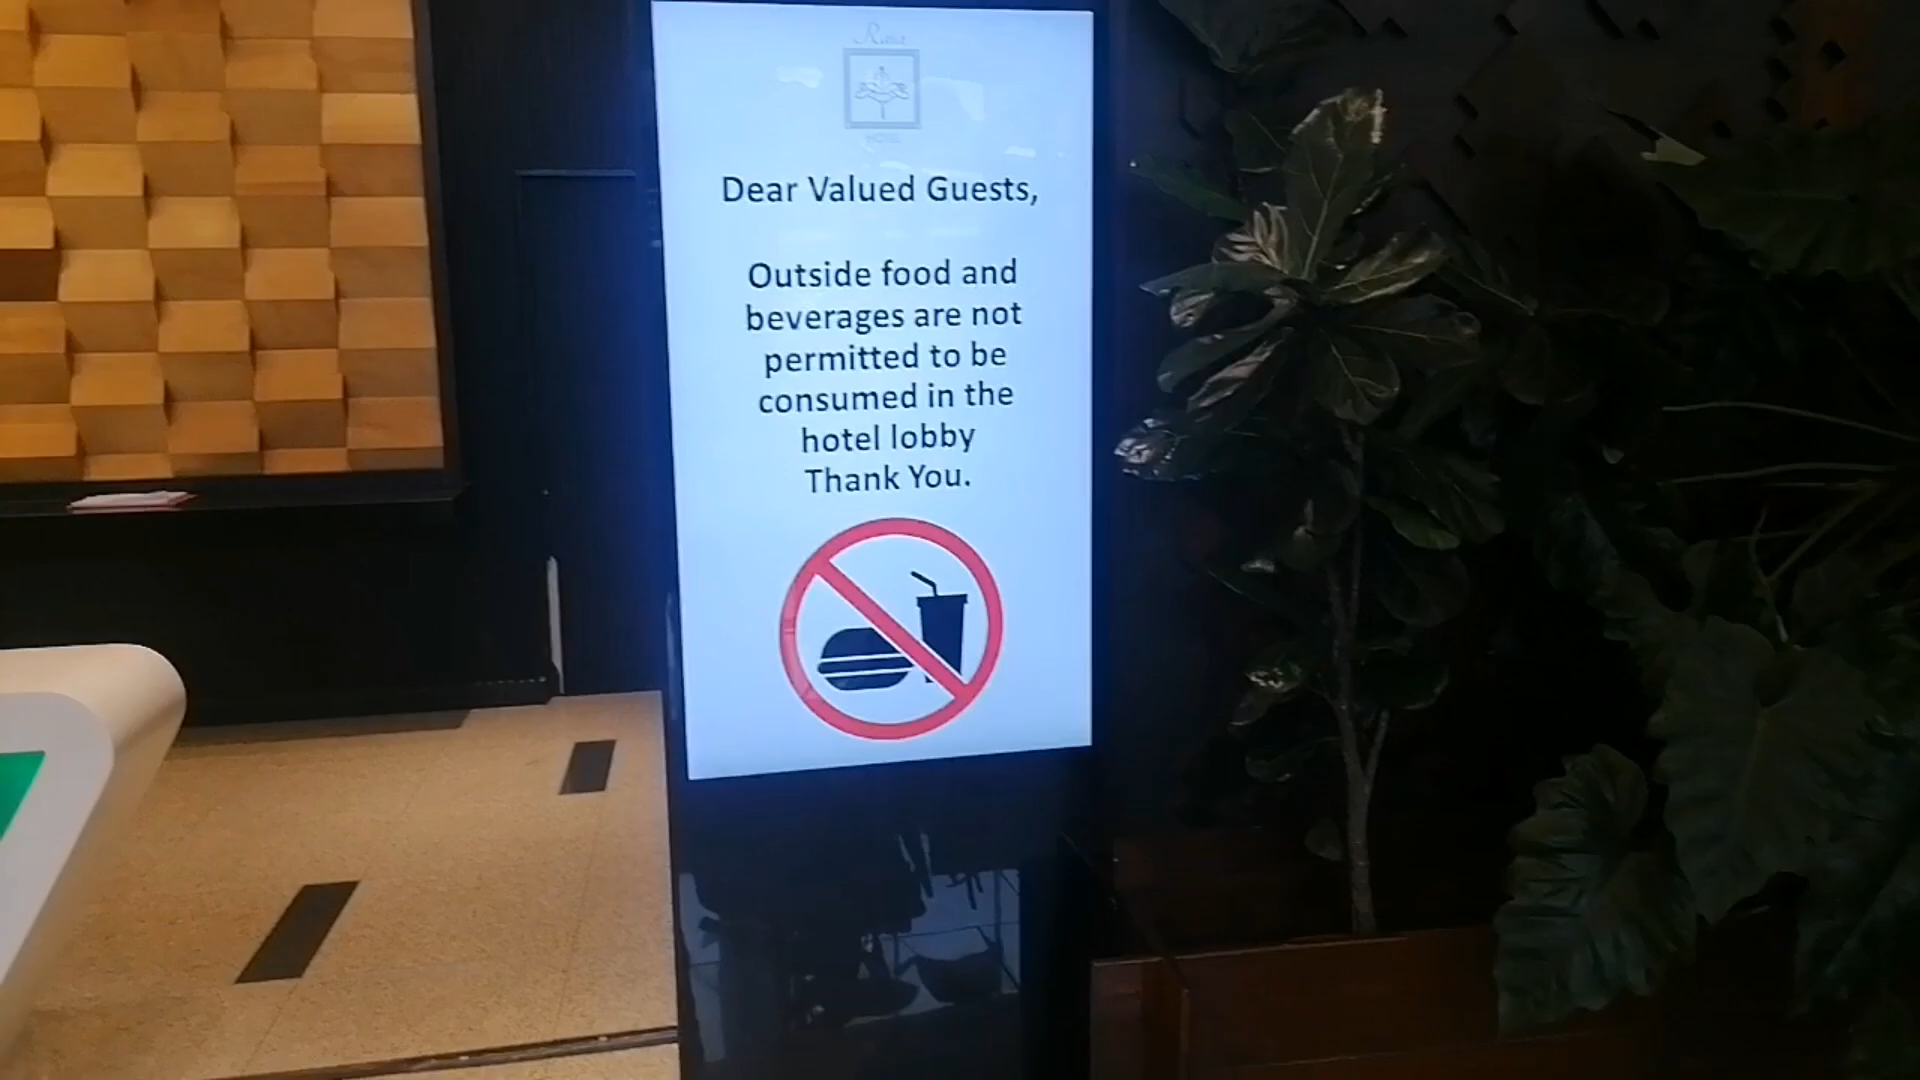 HOTEL
Dear Valued Guests,
Outside food and
beverages are not
permitted to be
consumed in the
hotel lobby
Thank You.